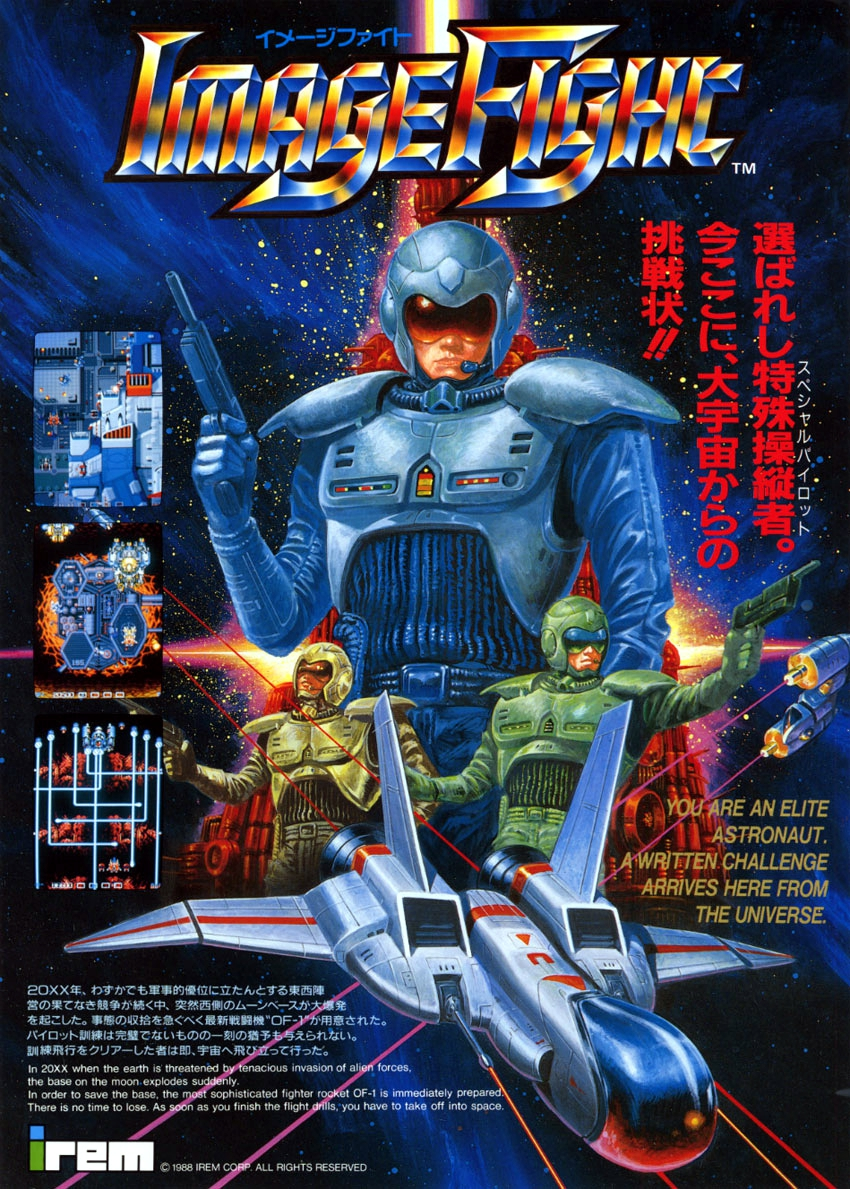 イメージファイト
IMAGE FIGHT
TM
選ばれし特殊操縦者。
スペシャルパイロット
今ここに、大宇宙からの
挑戦状!!
YOU ARE AN ELITE
ASTRONAUT.
A WRITTEN CHALLENGE
ARRIVES HERE FROM
THE UNIVERSE.
20XX年、わずかでも軍事的優位に立たんとする東西陣
営の果てなき競争が続く中、突然西側のムーンベースが大爆発
を起こした。事態の収拾を急ぐべく最新戦闘機"OF-1"が用意された。
パイロット訓練は完璧でないものの一刻の猶予も与えられない。
訓練飛行をクリアーした者は即、宇宙へ飛び立って行った。
In 20XX when the earth is threatened by tenacious invasion of alien forces,
the base on the moon explodes suddenly.
In order to save the base, the most sophisticated fighter rocket OF-1 is immediately prepared.
There is no time to lose. As soon as you finish the flight drills, you have to take off into space.
irem
© 1988 IREM CORP. ALL RIGHTS RESERVED